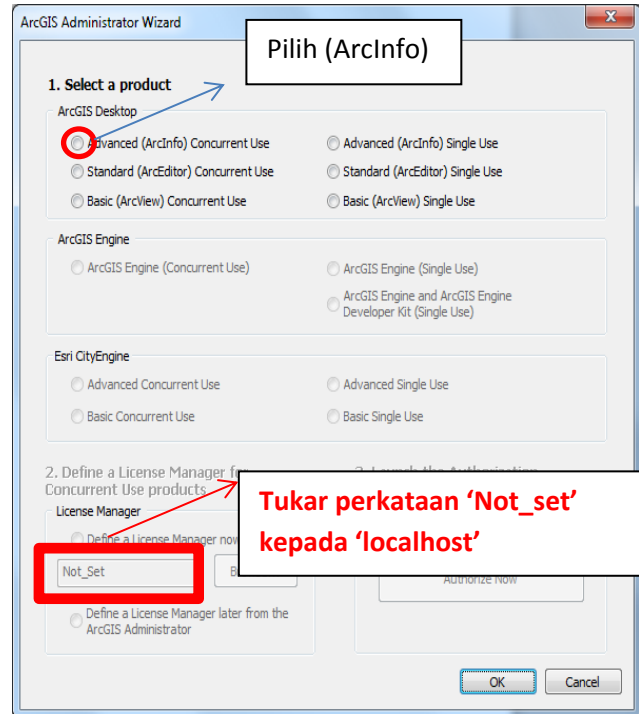 ArcGIS Administrator Wizard
Pilih (ArcInfo)
1. Select a product
ArcGIS Desktop
Advanced (ArcInfo) Concurrent Use
Advanced (ArcInfo) Single Use
Standard (ArcEditor) Concurrent Use
Standard (ArcEditor) Single Use
Basic (ArcView) Concurrent Use
Basic (ArcView) Single Use
ArcGIS Engine
ArcGIS Engine (Concurrent Use)
ArcGIS Engine (Single Use)
ArcGIS Engine and ArcGIS Engine
Developer Kit (Single Use)
Esri CityEngine
Advanced Concurrent Use
Advanced Single Use
Basic Concurrent Use
Basic Single Use
2. Define a License Manager for
Concurrent Use products
3. Launch the Authorization
Tukar perkataan ‘Not_set’
kepada ‘localhost’
License Manager
Define a License Manager now
Not_Set
Authorize Now
Define a License Manager later from the
ArcGIS Administrator
OK
Cancel